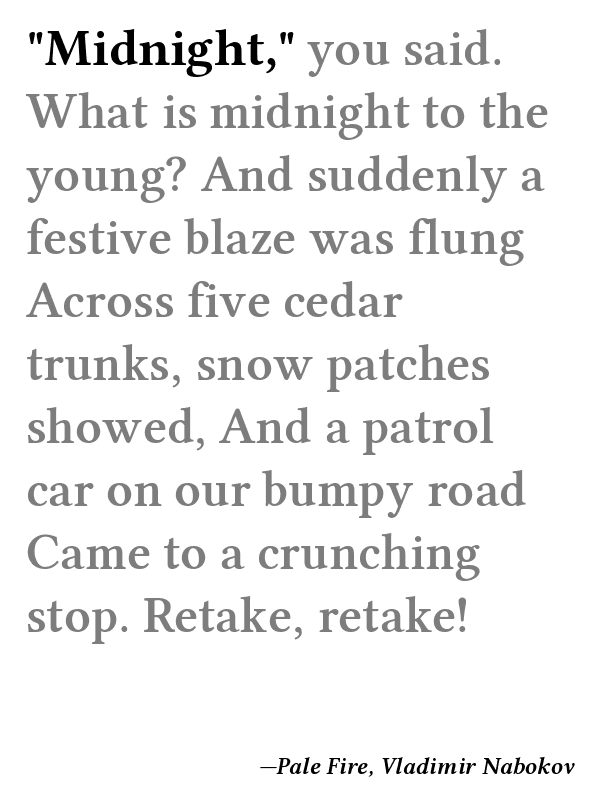 "Midnight," you said.
What is midnight to the
young? And suddenly a
festive blaze was flung
Across five cedar
trunks, snow patches
showed, And a patrol
car on our bumpy road
Came to a crunching
stop. Retake, retake!
—Pale Fire, Vladimir Nabokov